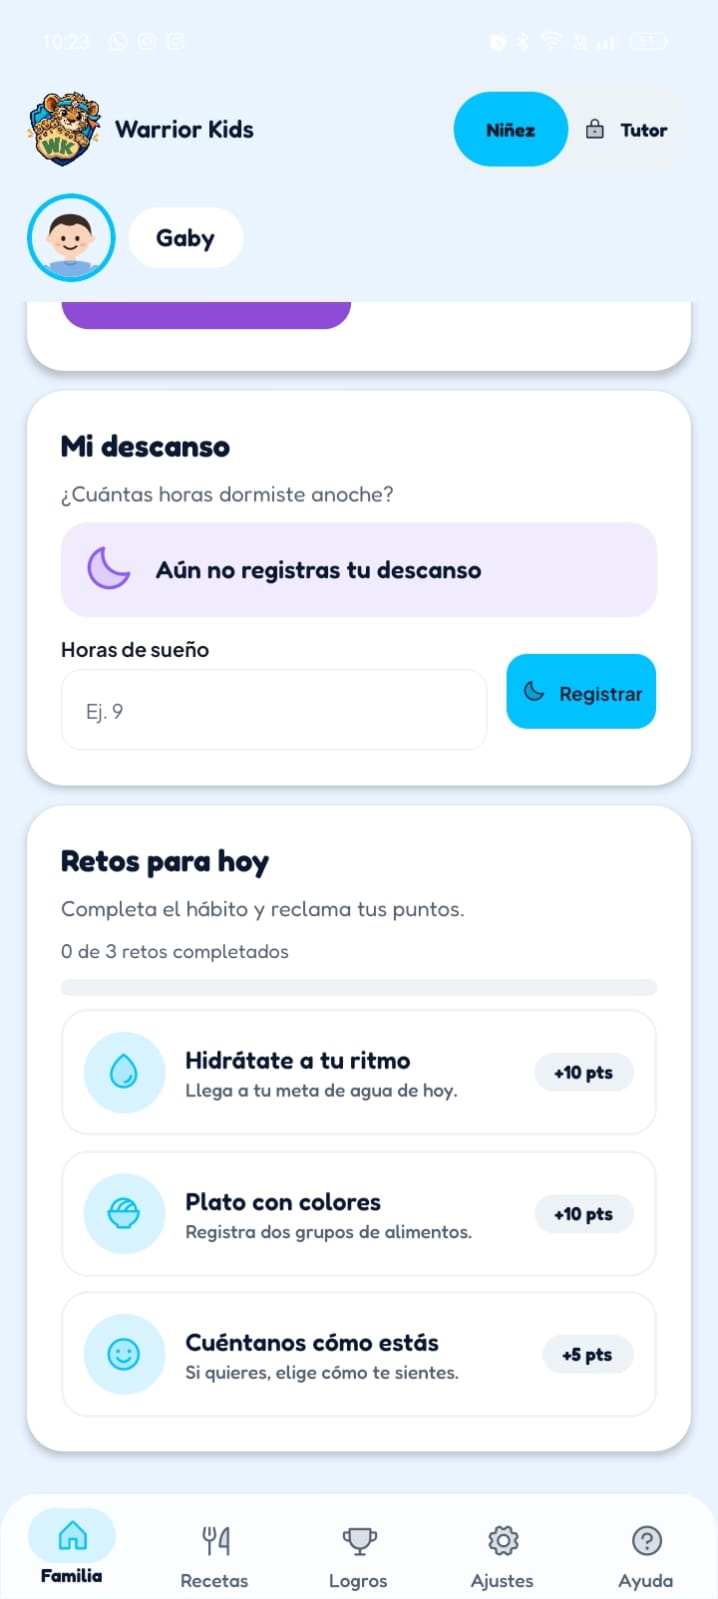 10:23
WK
Warrior Kids
Niñez
Tutor
Gaby
Mi descanso
¿Cuántas horas dormiste anoche?
Aún no registras tu descanso
Horas de sueño
Ej. 9
Registrar
Retos para hoy
Completa el hábito y reclama tus puntos.
0 de 3 retos completados
Hidrátate a tu ritmo
+10 pts
Llega a tu meta de agua de hoy.
Plato con colores
+10 pts
Registra dos grupos de alimentos.
Cuéntanos cómo estás
+5 pts
Si quieres, elige cómo te sientes.
Familia
Recetas
Logros
Ajustes
Ayuda